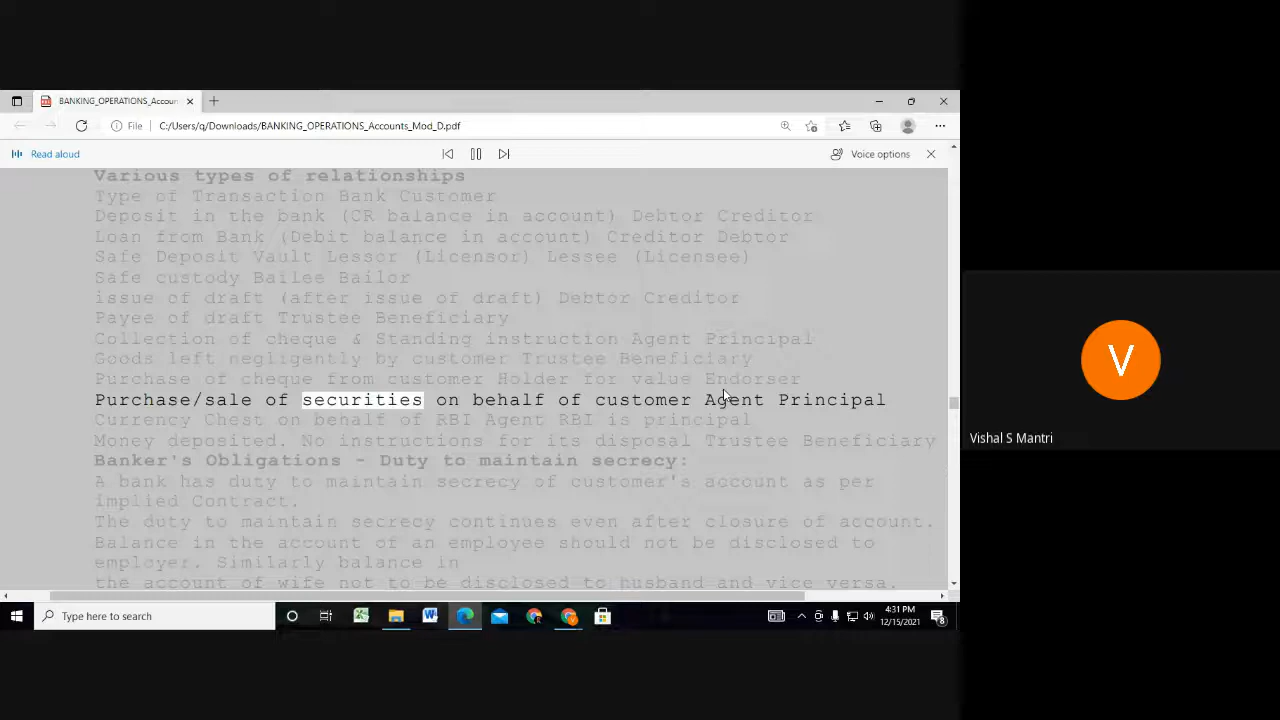 BANKING_OPERATIONS_Accoun
File
C:/Users/q/Downloads/BANKING_OPERATIONS_Accounts_Mod_D.pdf
Read aloud
Voice options
Various types of relationships
Type of Transaction Bank Customer
Deposit in the bank (CR balance in account) Debtor Creditor
Loan from Bank (Debit balance in account) Creditor Debtor
Safe Deposit Vault Lessor (Licensor) Lessee (Licensee)
Safe custody Bailee Bailor
issue of draft (after issue of draft) Debtor Creditor
Payee of draft Trustee Beneficiary
Collection of cheque & Standing instruction Agent Principal
Goods left negligently by customer Trustee Beneficiary
Purchase of cheque from customer Holder for value Endorser
Purchase/sale of securities on behalf of customer Agent Principal
Currency Chest on behalf of RBI Agent RBI is principal
Money deposited. No instructions for its disposal Trustee Beneficiary
Banker's Obligations - Duty to maintain secrecy:
A bank has duty to maintain secrecy of customer's account as per
implied Contract.
The duty to maintain secrecy continues even after closure of account.
Balance in the account of an employee should not be disclosed to
employer. Similarly balance in
the account of wife not to be disclosed to husband and vice versa.
V
Vishal S Mantri
Type here to search
4:31 PM
12/15/2021
8